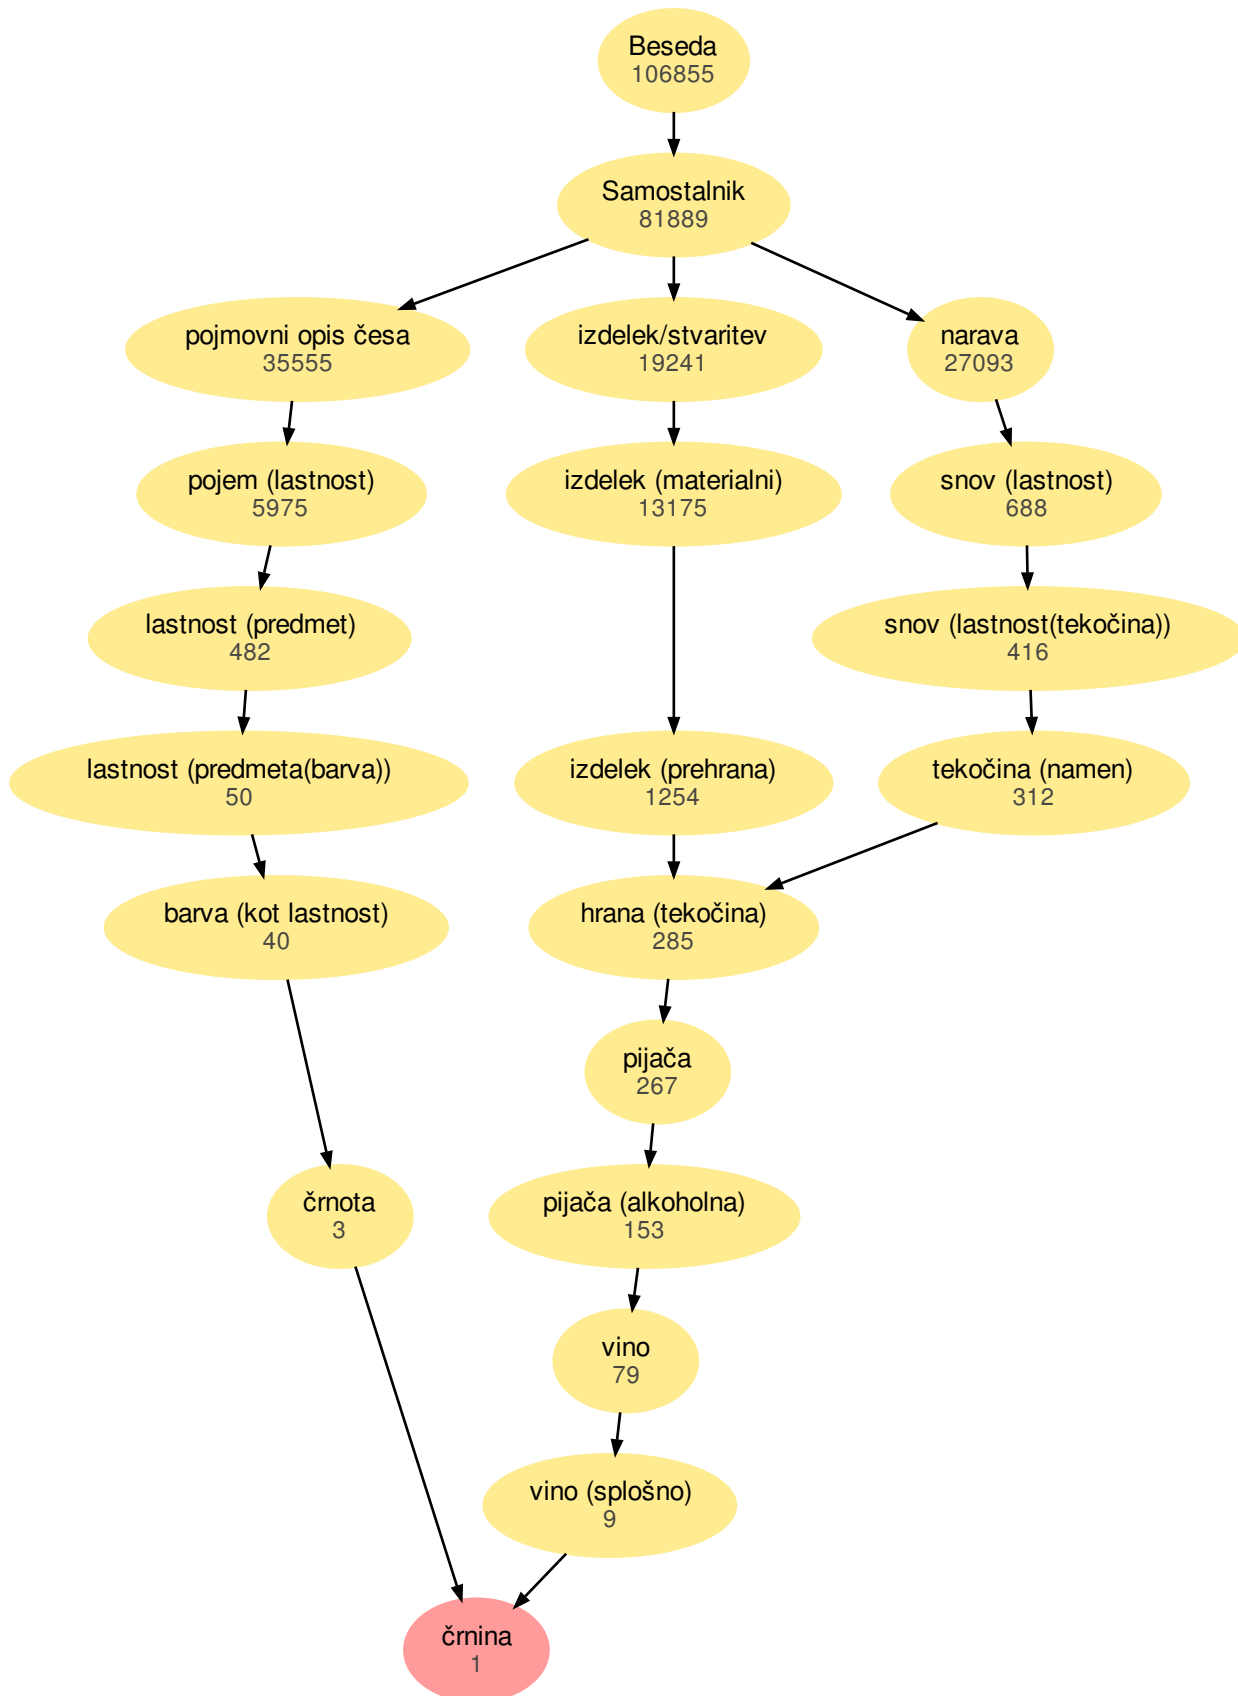 Beseda
106855
Samostalnik
81889
pojmovni opis česa
35555
izdelek/stvaritev
19241
narava
27093
pojem (lastnost)
5975
izdelek (materialni)
13175
snov (lastnost)
688
lastnost (predmet)
482
snov (lastnost(tekočina))
416
lastnost (predmeta(barva))
50
izdelek (prehrana)
1254
tekočina (namen)
312
barva (kot lastnost)
40
hrana (tekočina)
285
pijača
267
črnota
3
pijača (alkoholna)
153
vino
79
vino (splošno)
9
črnina
1